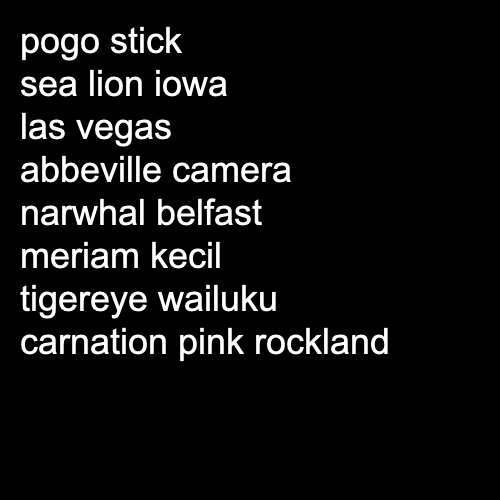 pogo stick
sea lion iowa
las vegas
abbeville camera
narwhal belfast
meriam kecil
tigereye wailuku
carnation pink rockland